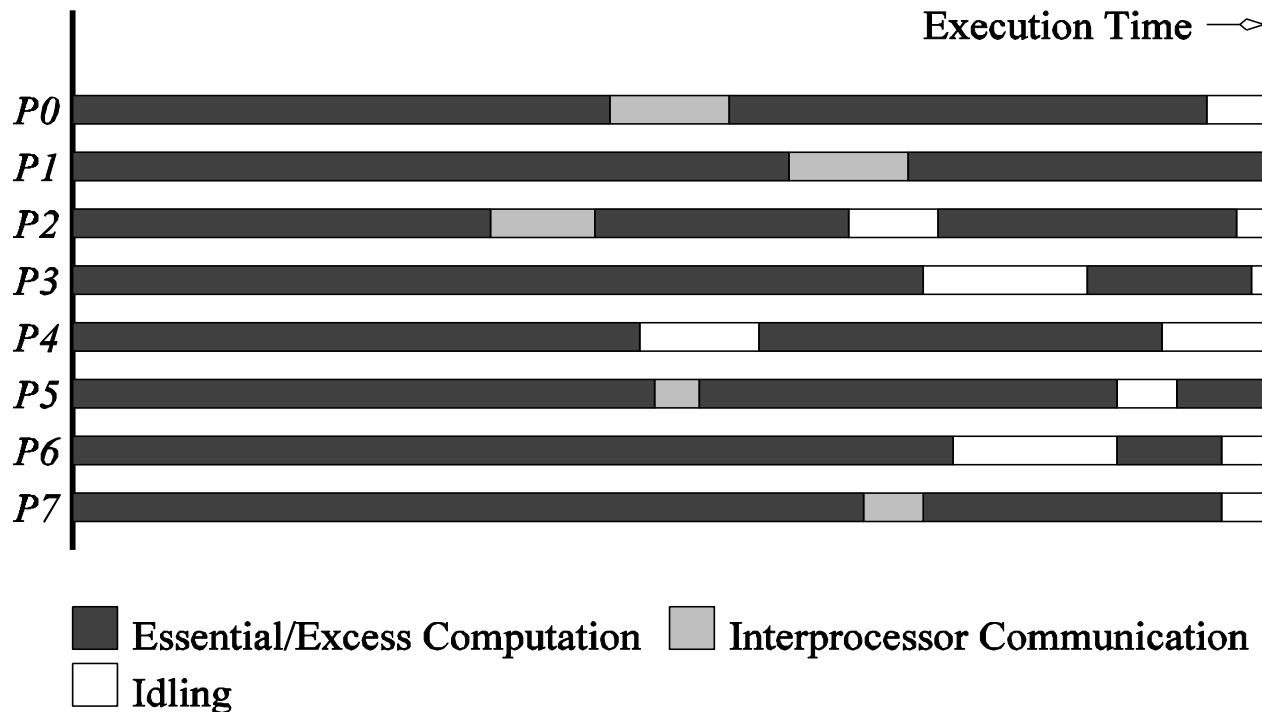 Execution Time
P0
P1
P2
P3
P4
P5
P6
P7
Essential/Excess Computation Interprocessor Communication
Idling